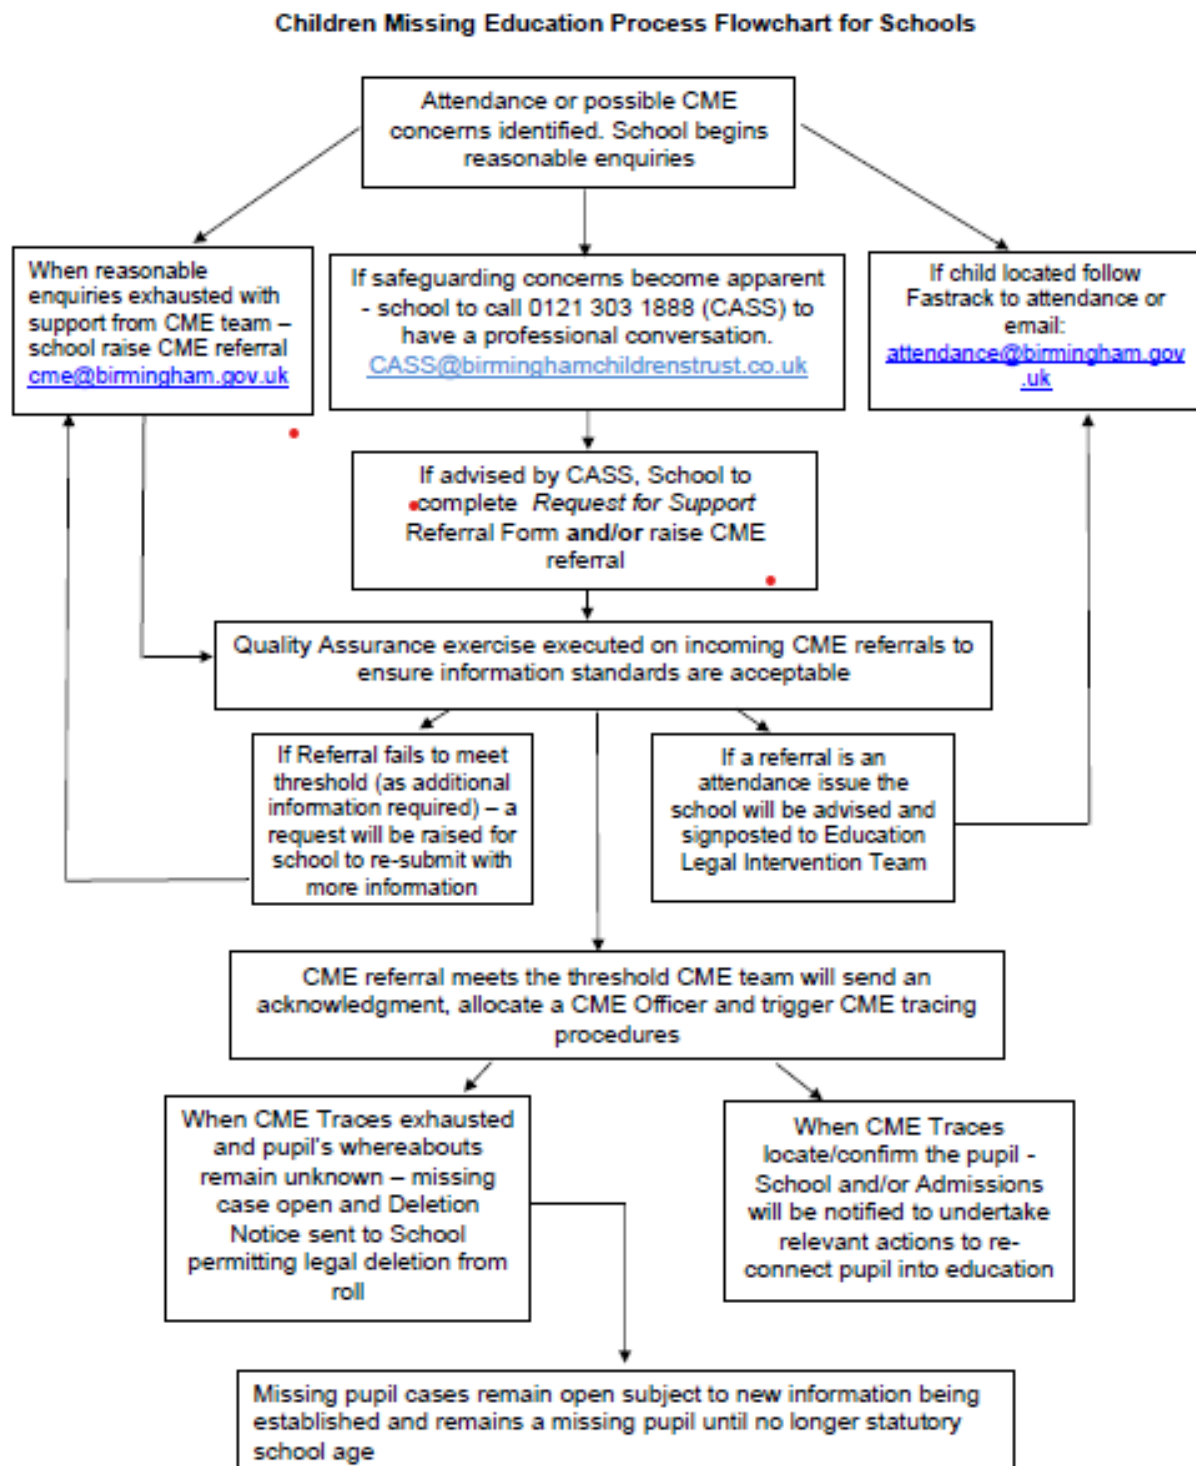 Children Missing Education Process Flowchart for Schools
Attendance or possible CME
concerns identified. School begins
reasonable enquiries
When reasonable
enquiries exhausted with
support from CME team –
school raise CME referral
cme@birmingham.gov.uk
If safeguarding concerns become apparent
- school to call 0121 303 1888 (CASS) to
have a professional conversation.
CASS@birminghamchildrenstrust.co.uk
If child located follow
Fastrack to attendance or
email:
attendance@birmingham.gov
.uk
If advised by CASS, School to
complete Request for Support
Referral Form and/or raise CME
referral
Quality Assurance exercise executed on incoming CME referrals to
ensure information standards are acceptable
If Referral fails to meet
threshold (as additional
information required) – a
request will be raised for
school to re-submit with
more information
If a referral is an
attendance issue the
school will be advised and
signposted to Education
Legal Intervention Team
CME referral meets the threshold CME team will send an
acknowledgment, allocate a CME Officer and trigger CME tracing
procedures
When CME Traces exhausted
and pupil's whereabouts
remain unknown – missing
case open and Deletion
Notice sent to School
permitting legal deletion from
roll
When CME Traces
locate/confirm the pupil -
School and/or Admissions
will be notified to undertake
relevant actions to re-
connect pupil into education
Missing pupil cases remain open subject to new information being
established and remains a missing pupil until no longer statutory
school age